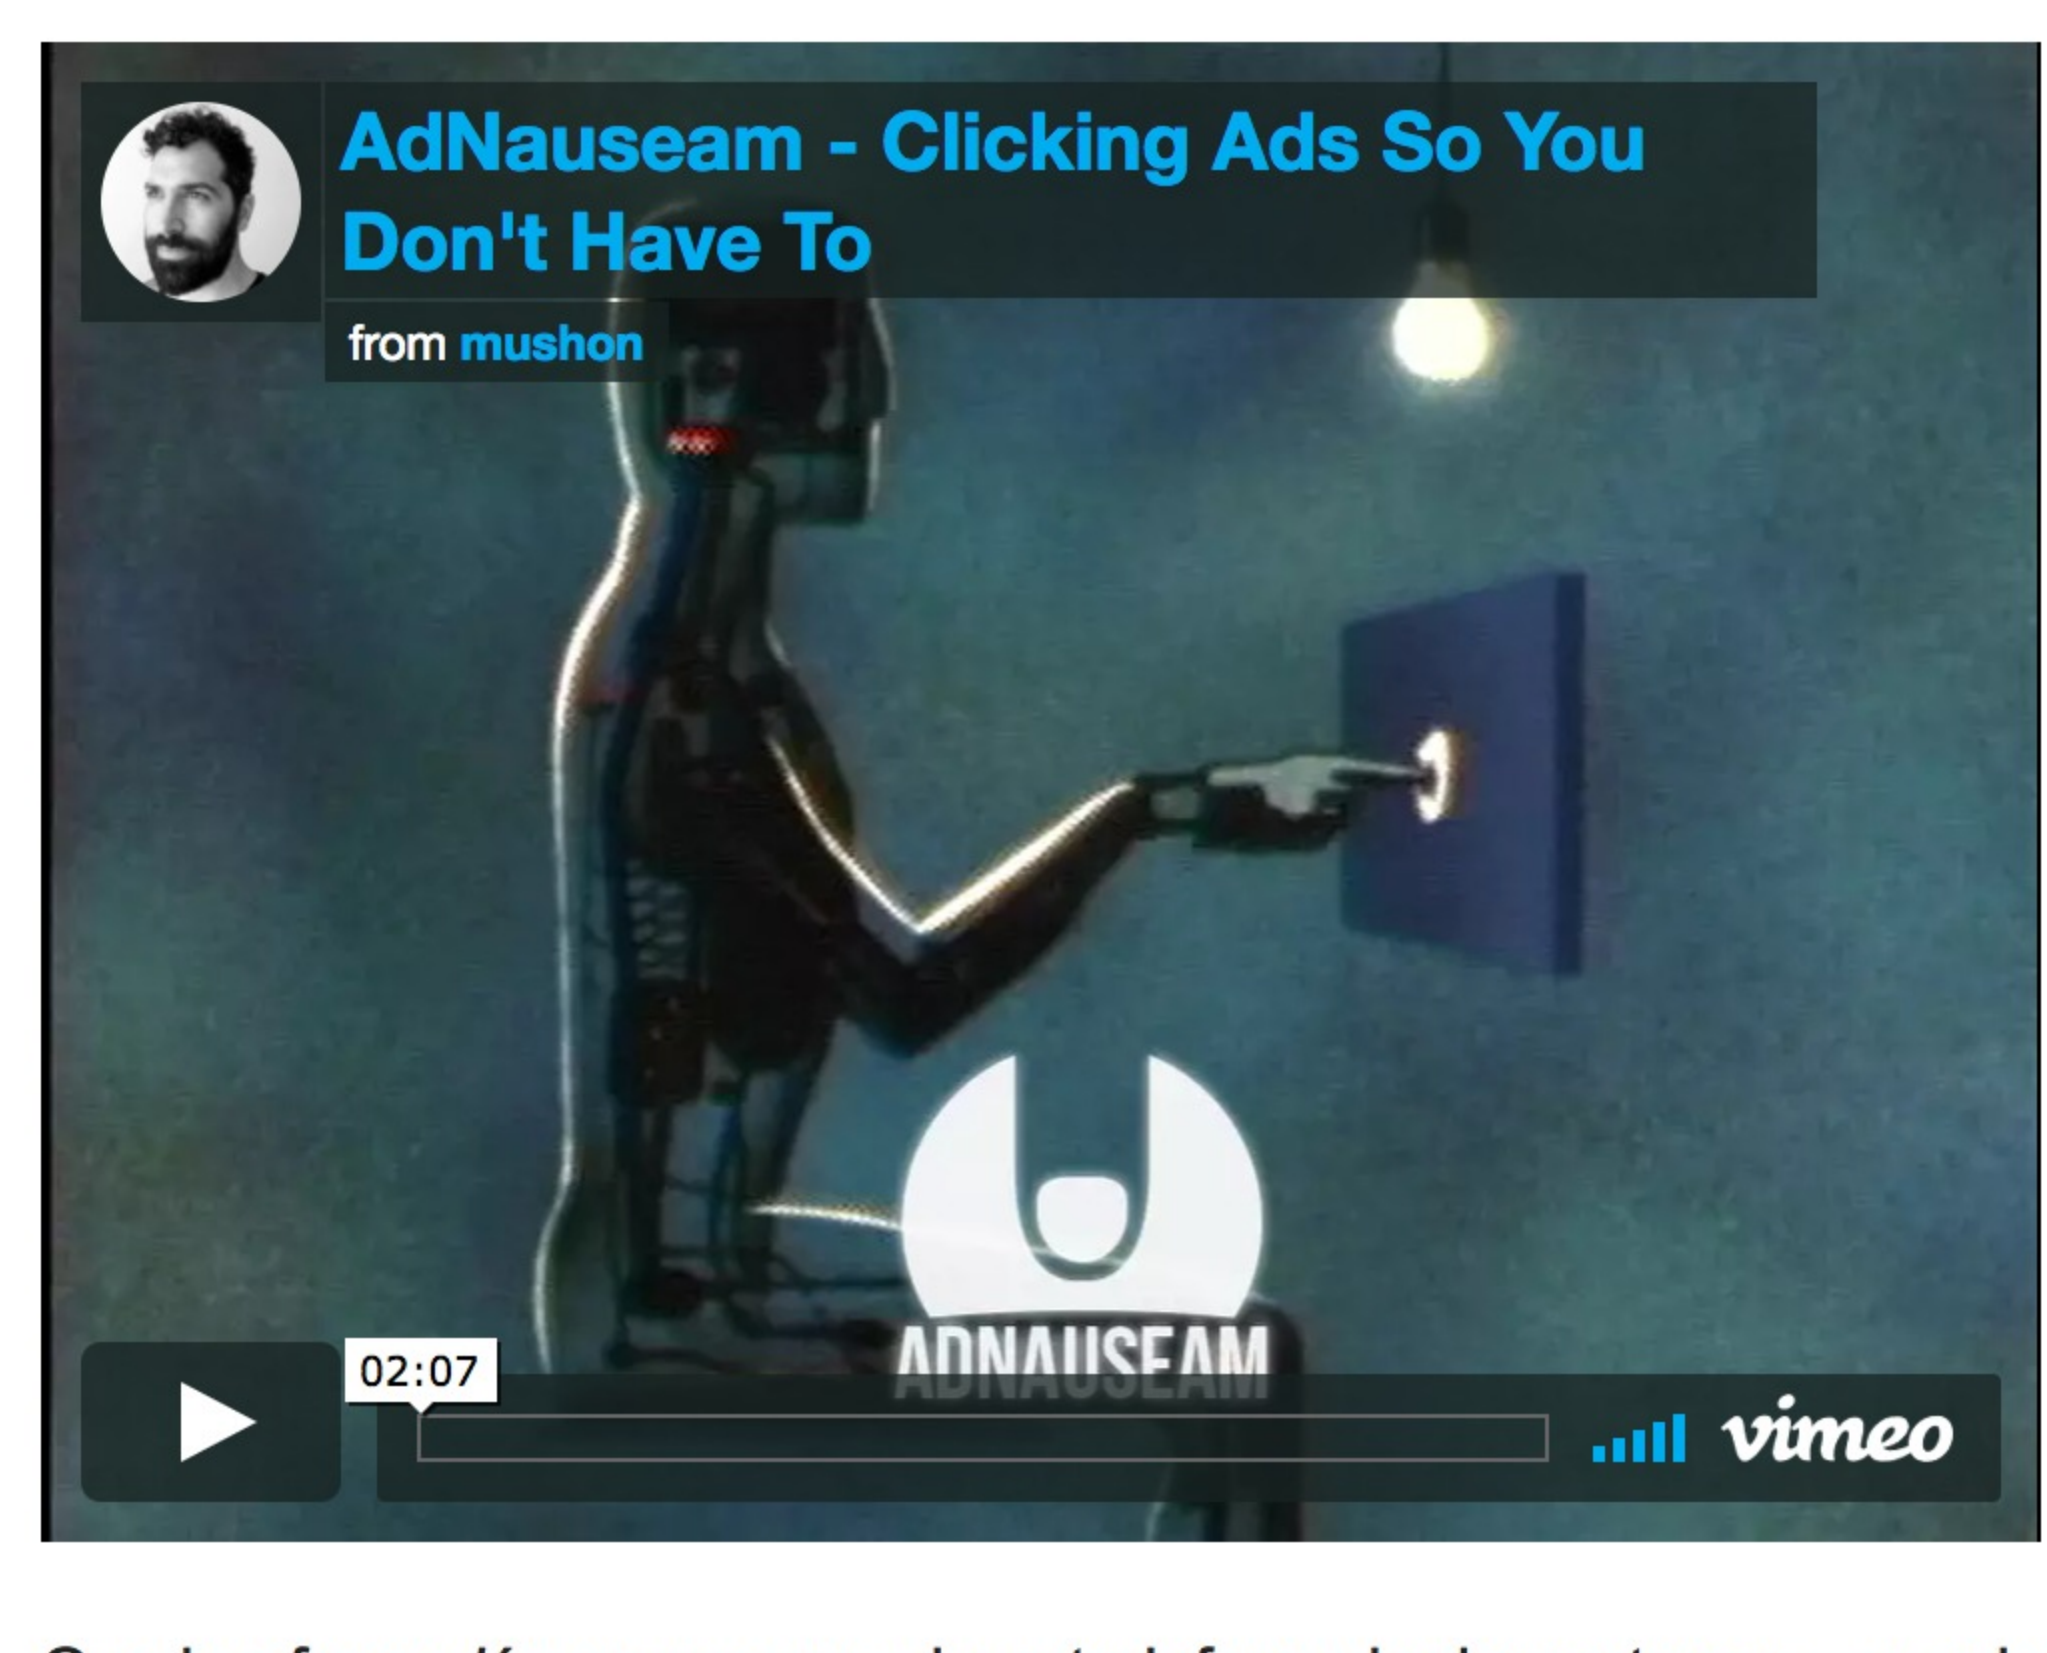 AdNauseam - Clicking Ads So You
Don't Have To
from mushon
ADNAUSEAM
02:07
vimeo